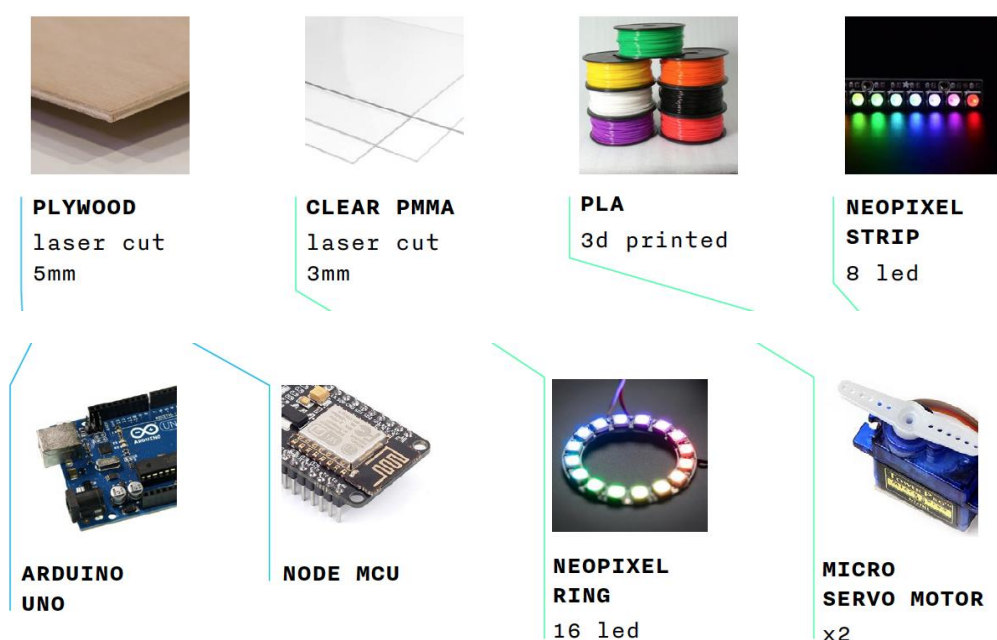 PLYWOOD
laser cut
5mm
CLEAR PMMA
laser cut
3mm
PLA
3d printed
NEOPIXEL
STRIP
8 led
ARDUINO
UNO
NODE MCU
NEOPIXEL
RING
16 led
MICRO
SERVO MOTOR
x2